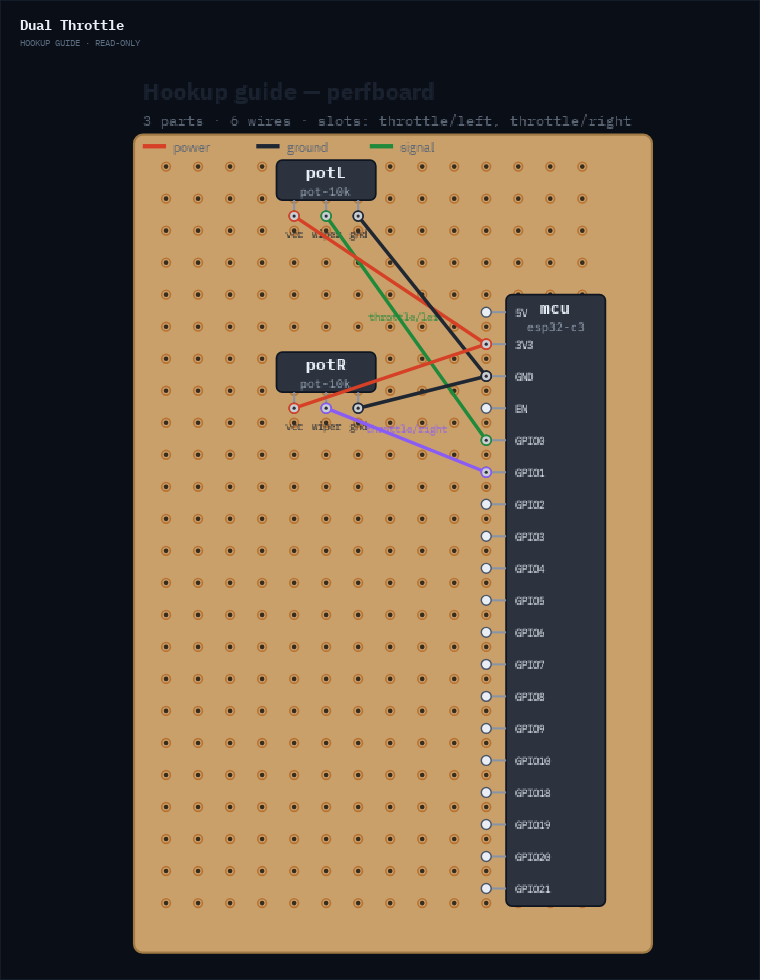 Dual Throttle
HOOKUP GUIDE · READ-ONLY
Hookup guide — perfboard
3 parts · 6 wires · slots: throttle/left, throttle/right
power ground signal
potL
pot-10k
vcc wiper gnd
throttle/left
mcu
esp32-c3
5V
3V3
GND
EN
GPIO0
GPIO1
GPIO2
GPIO3
GPIO4
GPIO5
GPIO6
GPIO7
GPIO8
GPIO9
GPIO10
GPIO18
GPIO19
GPIO20
GPIO21
potR
pot-10k
vcc wiper gnd
throttle/right